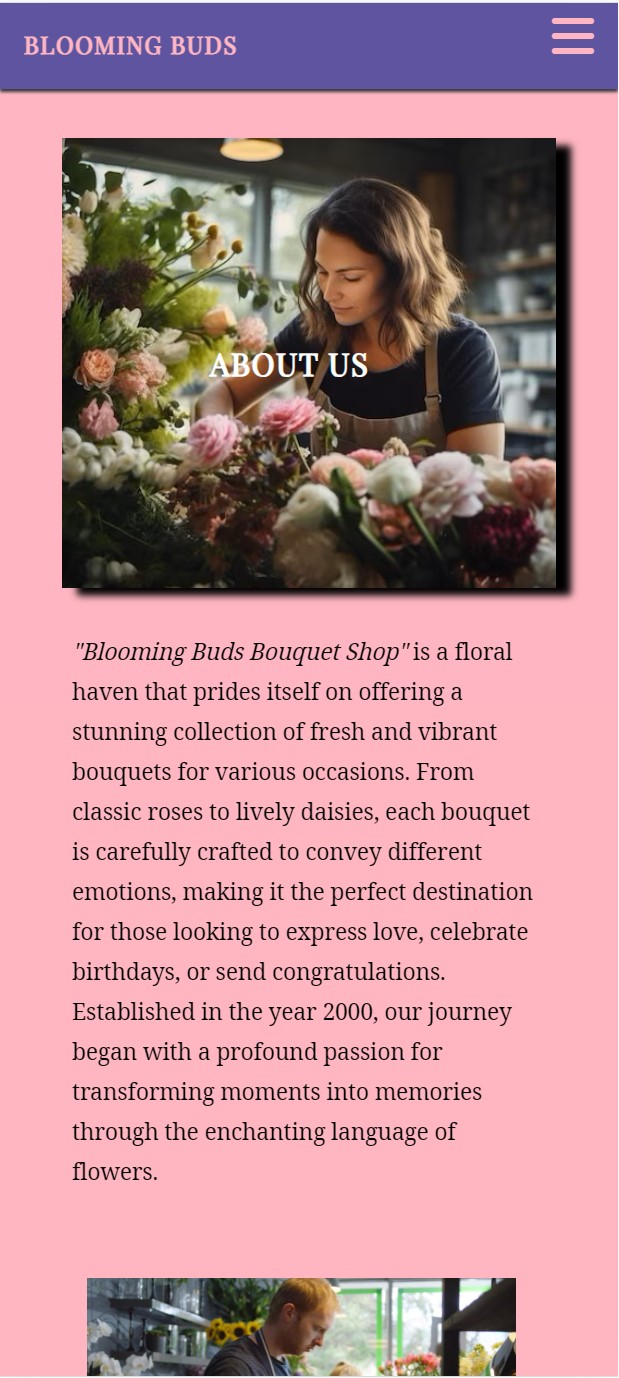 BLOOMING BUDS
ABOUT US
"Blooming Buds Bouquet Shop" is a floral
haven that prides itself on offering a
stunning collection of fresh and vibrant
bouquets for various occasions. From
classic roses to lively daisies, each bouquet
is carefully crafted to convey different
emotions, making it the perfect destination
for those looking to express love, celebrate
birthdays, or send congratulations.
Established in the year 2000, our journey
began with a profound passion for
transforming moments into memories
through the enchanting language of
flowers.